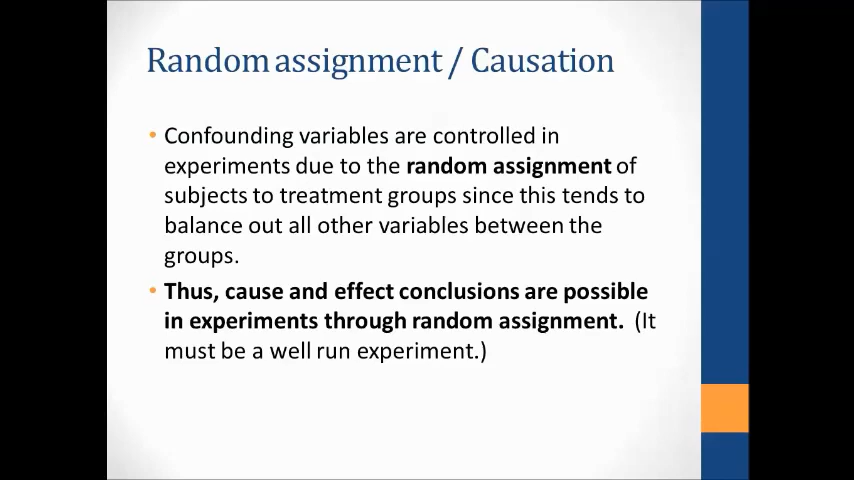 Random assignment / Causation
• Confounding variables are controlled in
experiments due to the random assignment of
subjects to treatment groups since this tends to
balance out all other variables between the
groups.
• Thus, cause and effect conclusions are possible
in experiments through random assignment. (It
must be a well run experiment.)